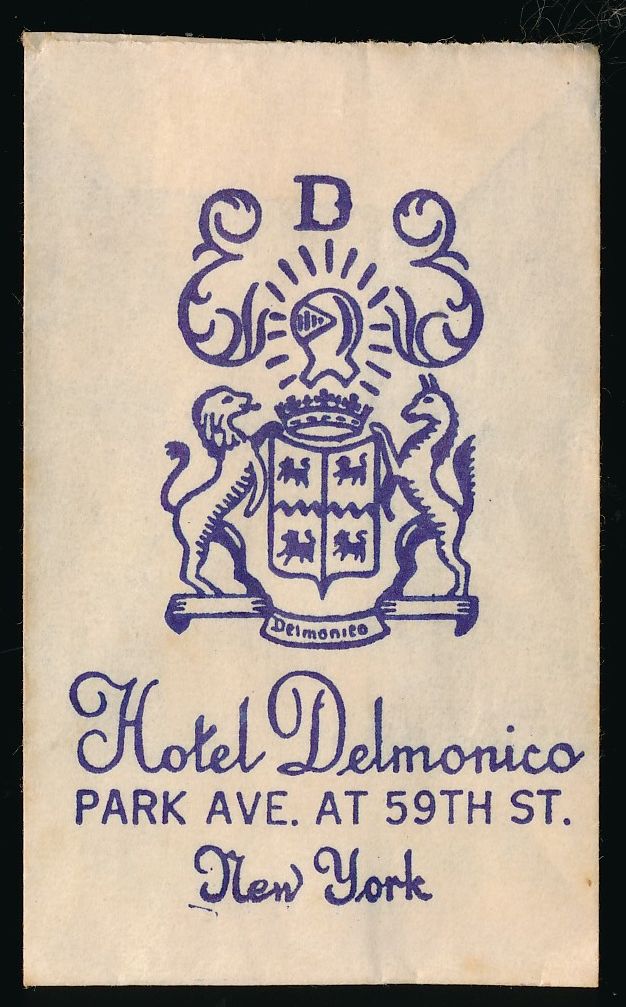 D
Delmonico
Hotel Delmonico
PARK AVE. AT 59TH ST.
New York